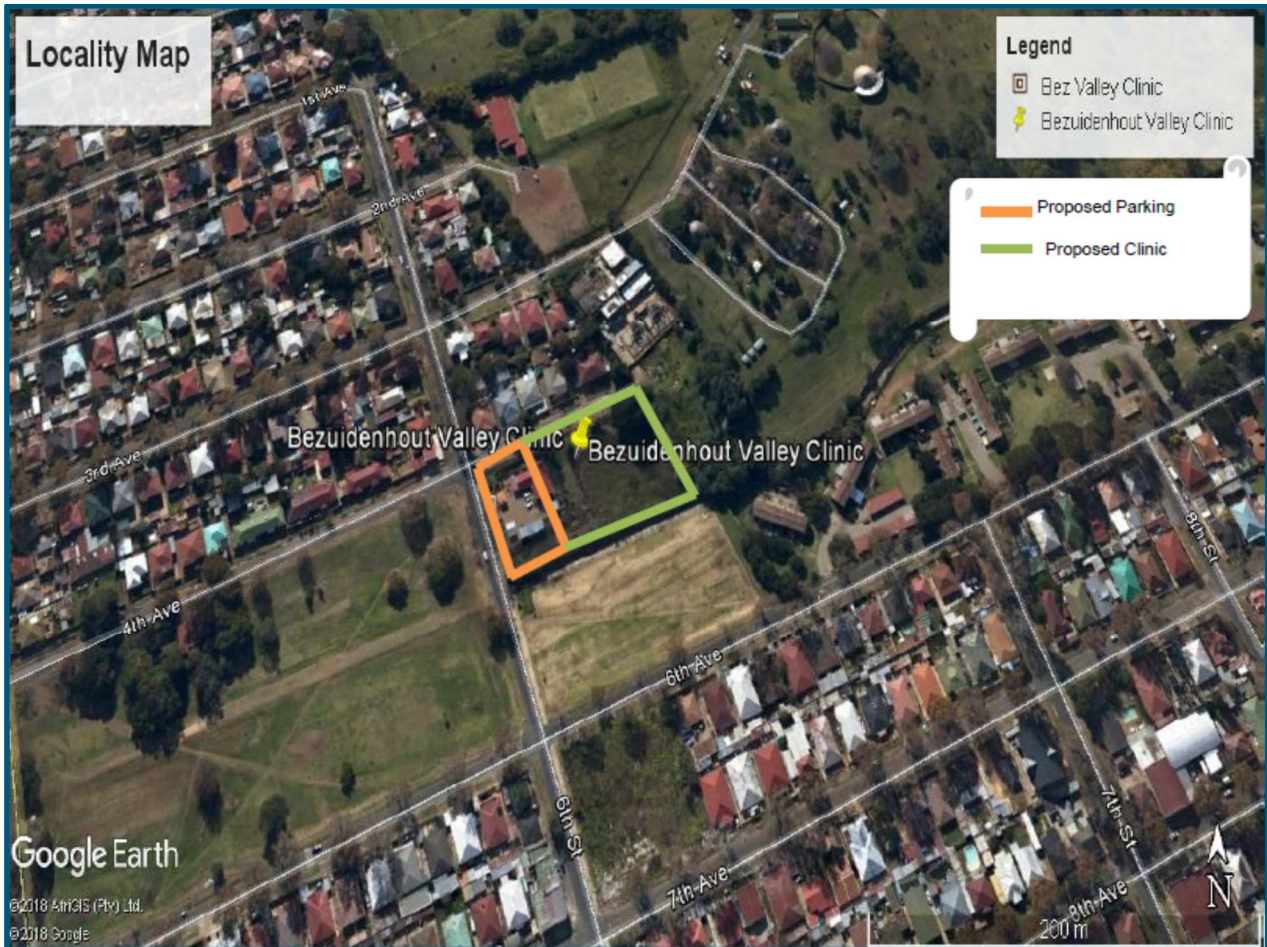 Locality Map
Legend
Bez Valley Clinic
Bezuidenhout Valley Clinic
Proposed Parking
Proposed Clinic
1st Ave
2nd Ave
3rd Ave
Bezuidenhout Valley Clinic
Bezuidenhout Valley Clinic
4th Ave
8th St
6th Ave
6th St
7th St
7th Ave
8th Ave
Google Earth
©2018 AfriGIS (Pty) Ltd.
©2018 Google
N
200 m